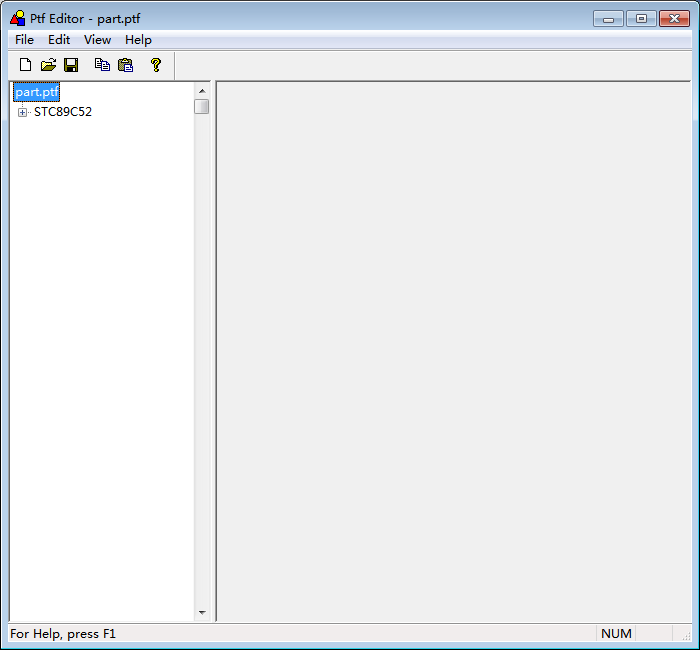 Ptf Editor - part.ptf
File Edit View Help
part.ptf
STC89C52
For Help, press F1
NUM